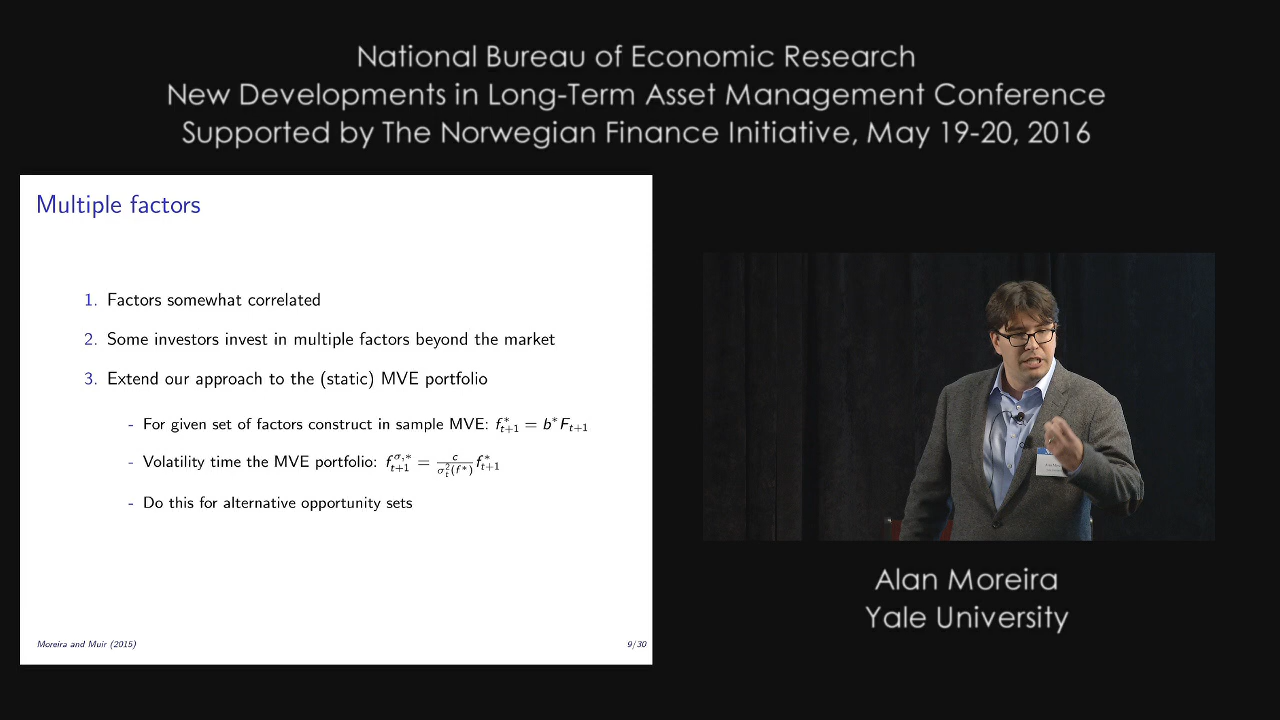 National Bureau of Economic Research
New Developments in Long-Term Asset Management Conference
Supported by The Norwegian Finance Initiative, May 19-20, 2016
Multiple factors
1. Factors somewhat correlated
2. Some investors invest in multiple factors beyond the market
3. Extend our approach to the (static) MVE portfolio
- For given set of factors construct in sample MVE: f*_{t+1} = b*F_{t+1}
- Volatility time the MVE portfolio: f^{σ,*}_{t+1} = c/σ²_t(f*) f*_{t+1}
- Do this for alternative opportunity sets
Moreira and Muir (2015)
9/30
Alan Moreira
Yale University